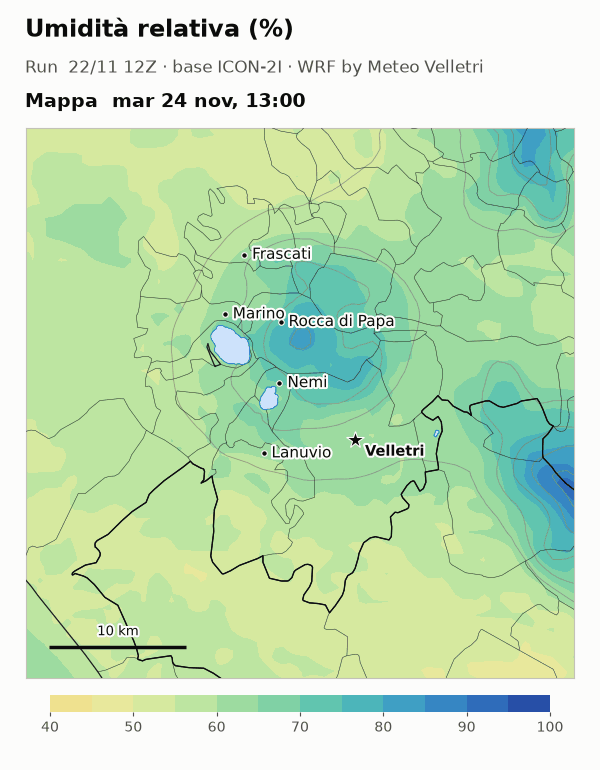 Umidità relativa (%)
Run  22/11 12Z · base ICON-2I · WRF by Meteo Velletri
Mappa  mar 24 nov, 13:00
Frascati
Marino
Rocca di Papa
Nemi
Velletri
Lanuvio
10 km
40 50 60 70 80 90 100